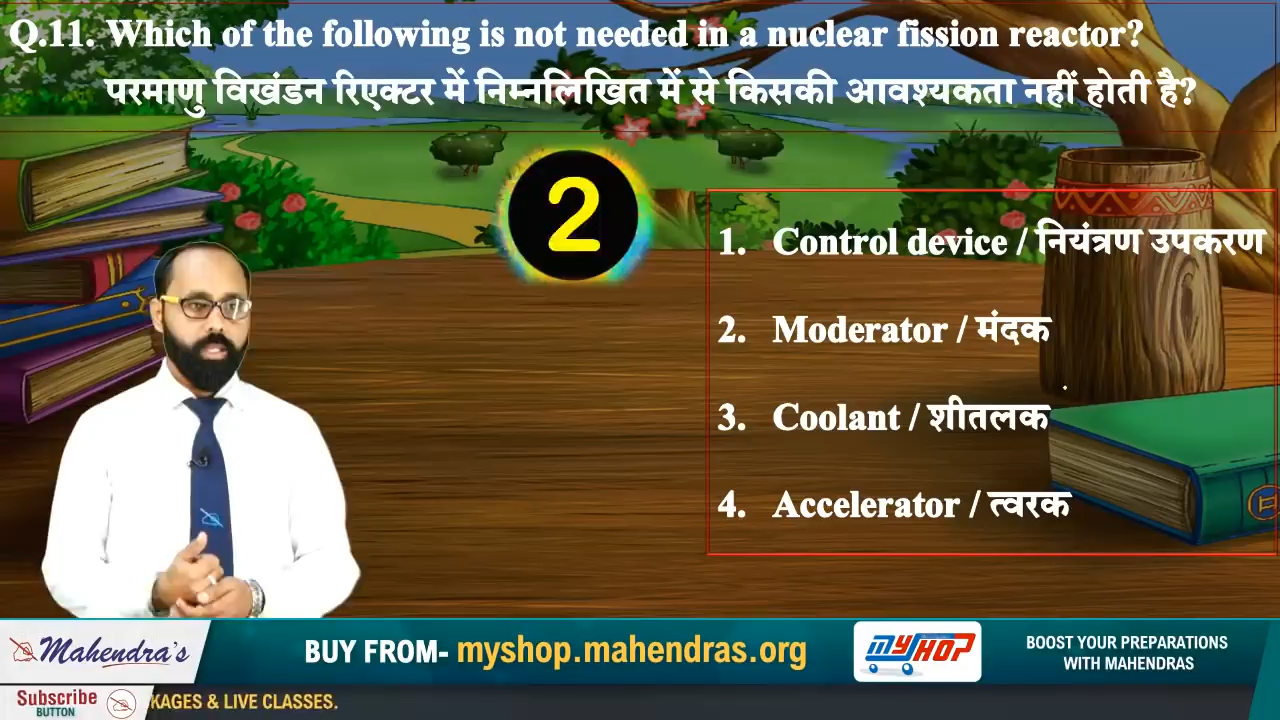 Q.11. Which of the following is not needed in a nuclear fission reactor?
परमाणु विखंडन रिएक्टर में निम्नलिखित में से किसकी आवश्यकता नहीं होती है?
2
1. Control device / नियंत्रण उपकरण
2. Moderator / मंदक
3. Coolant / शीतलक
4. Accelerator / त्वरक
Mahendra's
BUY FROM- myshop.mahendras.org
MY SHOP
BOOST YOUR PREPARATIONS
WITH MAHENDRAS
Subscribe
BUTTON
KAGES & LIVE CLASSES.